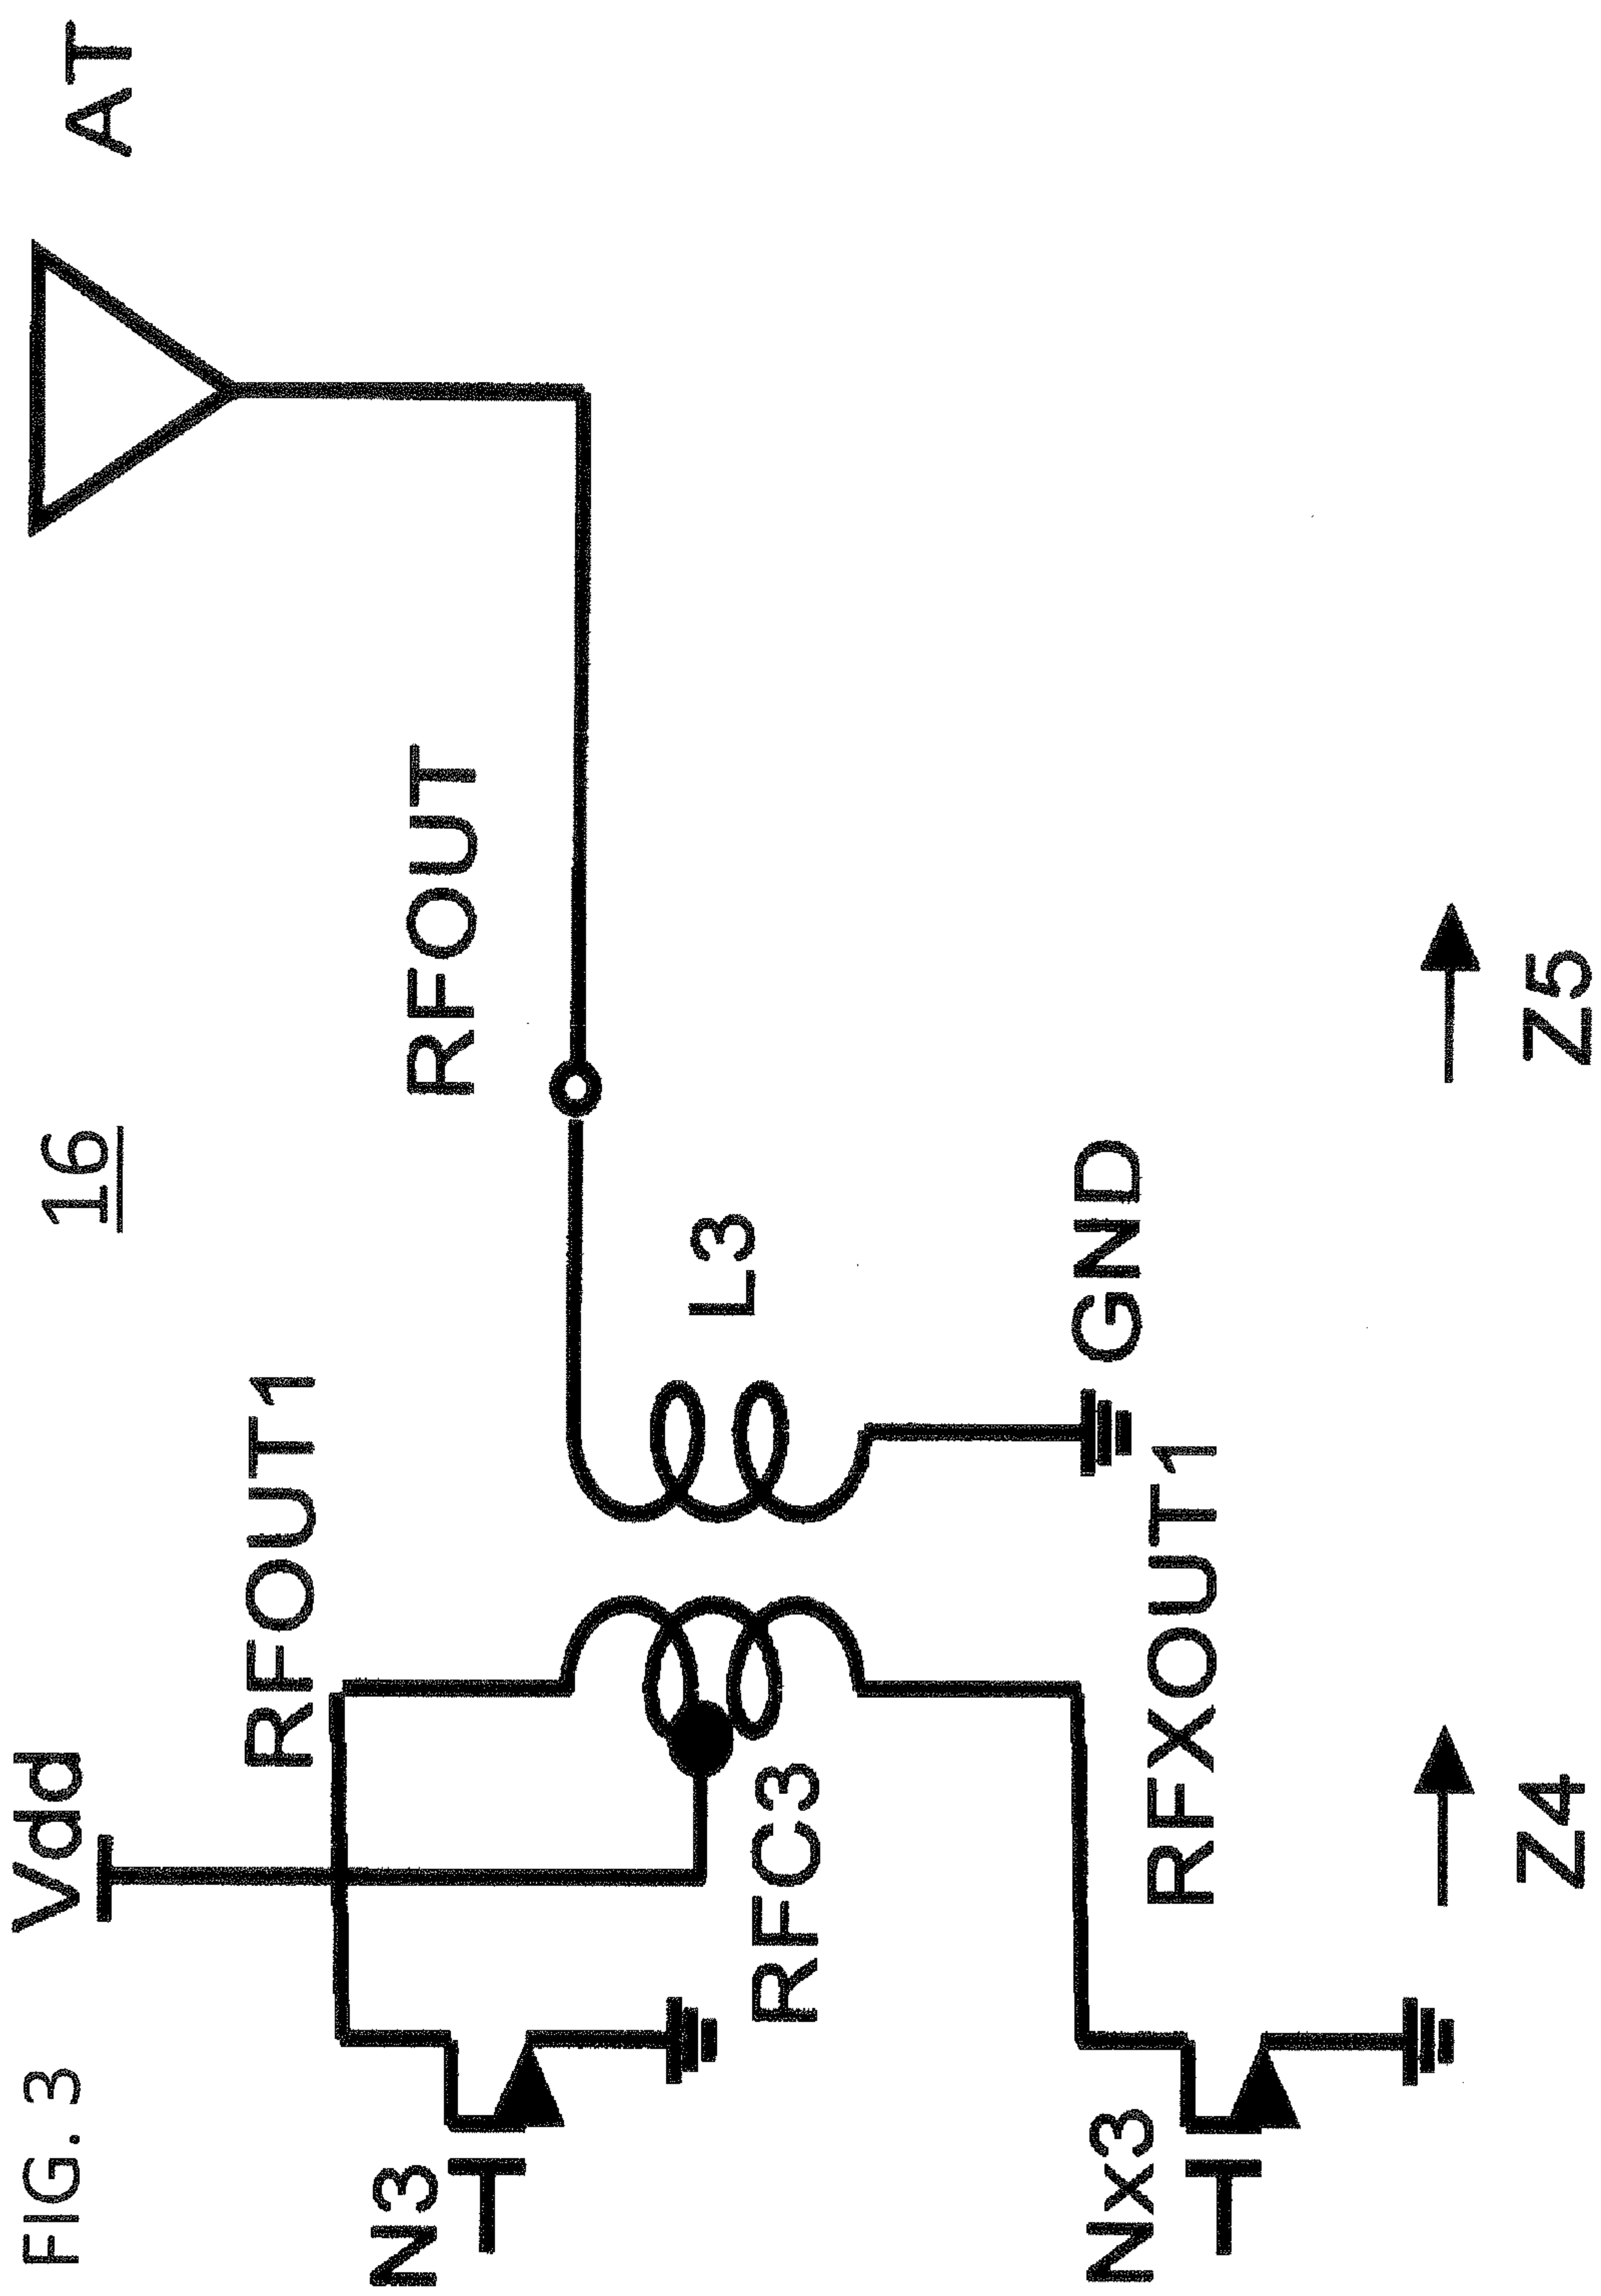 FIG. 3
Vdd
16
AT
RFOUT1
N3
RFOUT
L3
RFC3
GND
Nx3
RFXOUT1
Z4
Z5